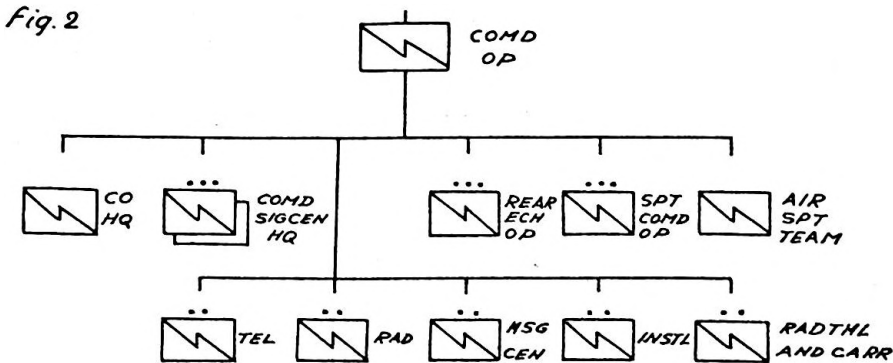 Fig. 2
COMD
OP
CO
HQ
COMD
SIGCEN
HQ
REAR
ECH
OP
SPT
COMD
OP
AIR
SPT
TEAM
TEL
RAD
MSG
CEN
INSTL
RADTHL
AND CARR